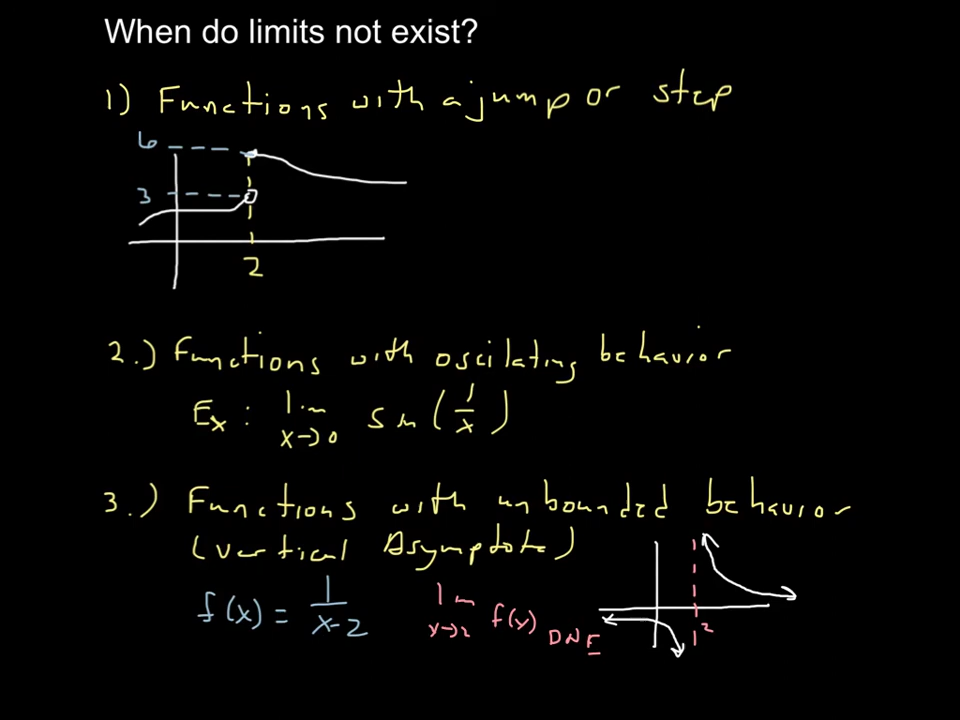 When do limits not exist?
1) Functions with a jump or step
6
3
2
2.) Functions with oscilating behavior
Ex: lim x→0 sin(1/x)
3.) Functions with unbounded behavior
(vertical Asymptote)
f(x) = 1/x-2 lim x→2 f(x) DNE 2